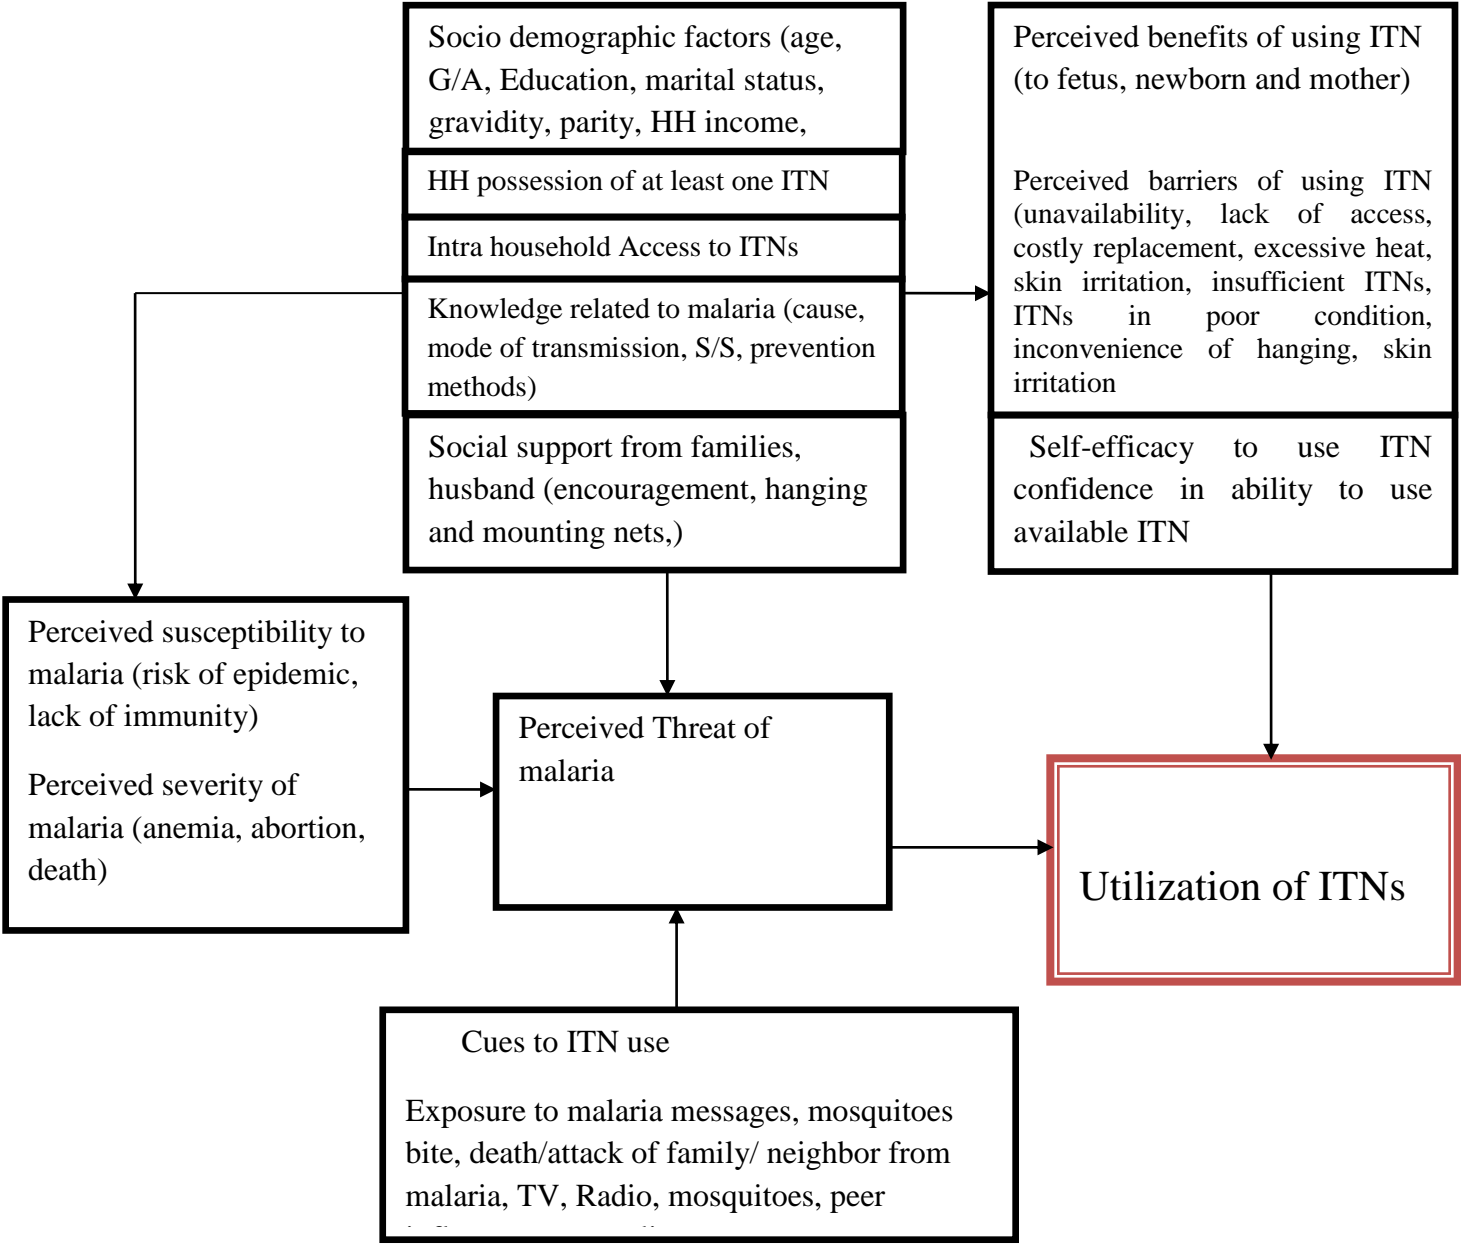 Socio demographic factors (age,
G/A, Education, marital status,
gravidity, parity, HH income,
HH possession of at least one ITN
Intra household Access to ITNs
Knowledge related to malaria (cause,
mode of transmission, S/S, prevention
methods)
Social support from families,
husband (encouragement, hanging
and mounting nets,)
Perceived benefits of using ITN
(to fetus, newborn and mother)
Perceived barriers of using ITN
(unavailability, lack of access,
costly replacement, excessive heat,
skin irritation, insufficient ITNs,
ITNs in poor condition,
inconvenience of hanging, skin
irritation
Self-efficacy to use ITN
confidence in ability to use
available ITN
Perceived susceptibility to
malaria (risk of epidemic,
lack of immunity)
Perceived severity of
malaria (anemia, abortion,
death)
Perceived Threat of
malaria
Utilization of ITNs
Cues to ITN use
Exposure to malaria messages, mosquitoes
bite, death/attack of family/ neighbor from
malaria, TV, Radio, mosquitoes, peer